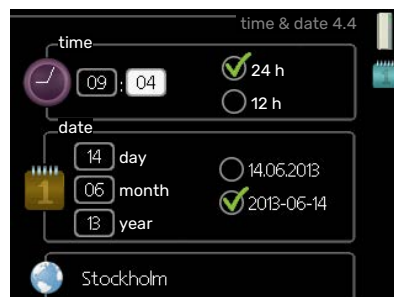 time & date 4.4
time
09 : 04
24 h
12 h
date
14 day
06 month
13 year
14.06.2013
2013-06-14
1
Stockholm